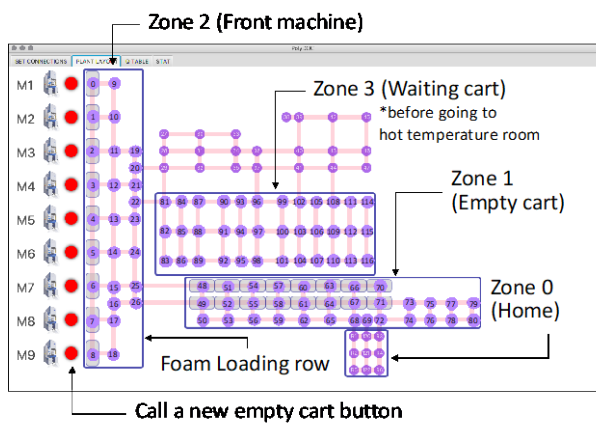 Zone 2 (Front machine)
Poly JDK
SET CONNECTIONS PLANT LAYOUT Q TABLE STAT
M1 0 9
Zone 3 (Waiting cart)
*before going to
hot temperature room
M2 1 10
M3 2 11 19
20
M4 3 12 21
Zone 1
(Empty cart)
22 81 84 87 90 93 96 99 102 105 108 111 114
M5 4 13 23
82 85 88 91 94 97 100 103 106 109 112 115
M6 5 14 24
83 86 89 92 95 98 101 104 107 110 113 116
M7 6 15 25 48 51 54 57 60 63 66 70
Zone 0
(Home)
16 26 49 52 55 58 61 64 67 71 73 75 77 79
M8 7 17 50 53 56 59 62 65 68 69 72 74 76 78 80
M9 8 18
Foam Loading row
Call a new empty cart button